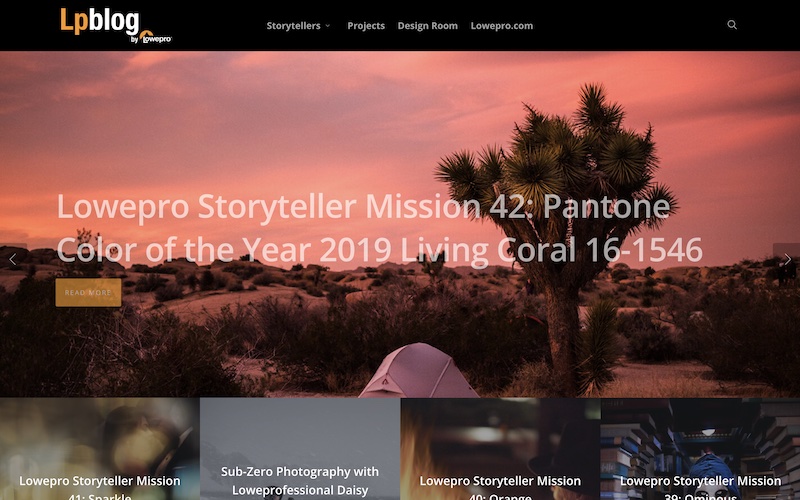 Lpblog
by Lowepro
Storytellers
Projects
Design Room
Lowepro.com
Lowepro Storyteller Mission 42: Pantone
Color of the Year 2019 Living Coral 16-1546
READ MORE
Lowepro Storyteller Mission
41: Sparkle
Sub-Zero Photography with
Loweprofessional Daisy
Lowepro Storyteller Mission
40: Orange
Lowepro Storyteller Mission
39: Ominous